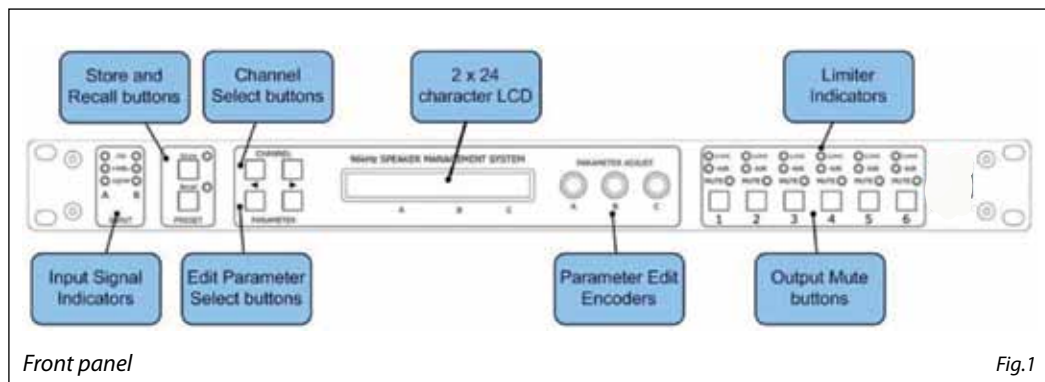 Store and
Recall buttons
Channel
Select buttons
2 x 24
character LCD
Limiter
Indicators
CHANNEL
96kHz SPEAKER MANAGEMENT SYSTEM
PARAMETER ADJUST
A B
INPUT
PRESET
PARAMETER
A B C
A B C
MUTE MUTE MUTE MUTE MUTE MUTE
1 2 3 4 5 6
Input Signal
Indicators
Edit Parameter
Select buttons
Parameter Edit
Encoders
Output Mute
buttons
Front panel
Fig.1